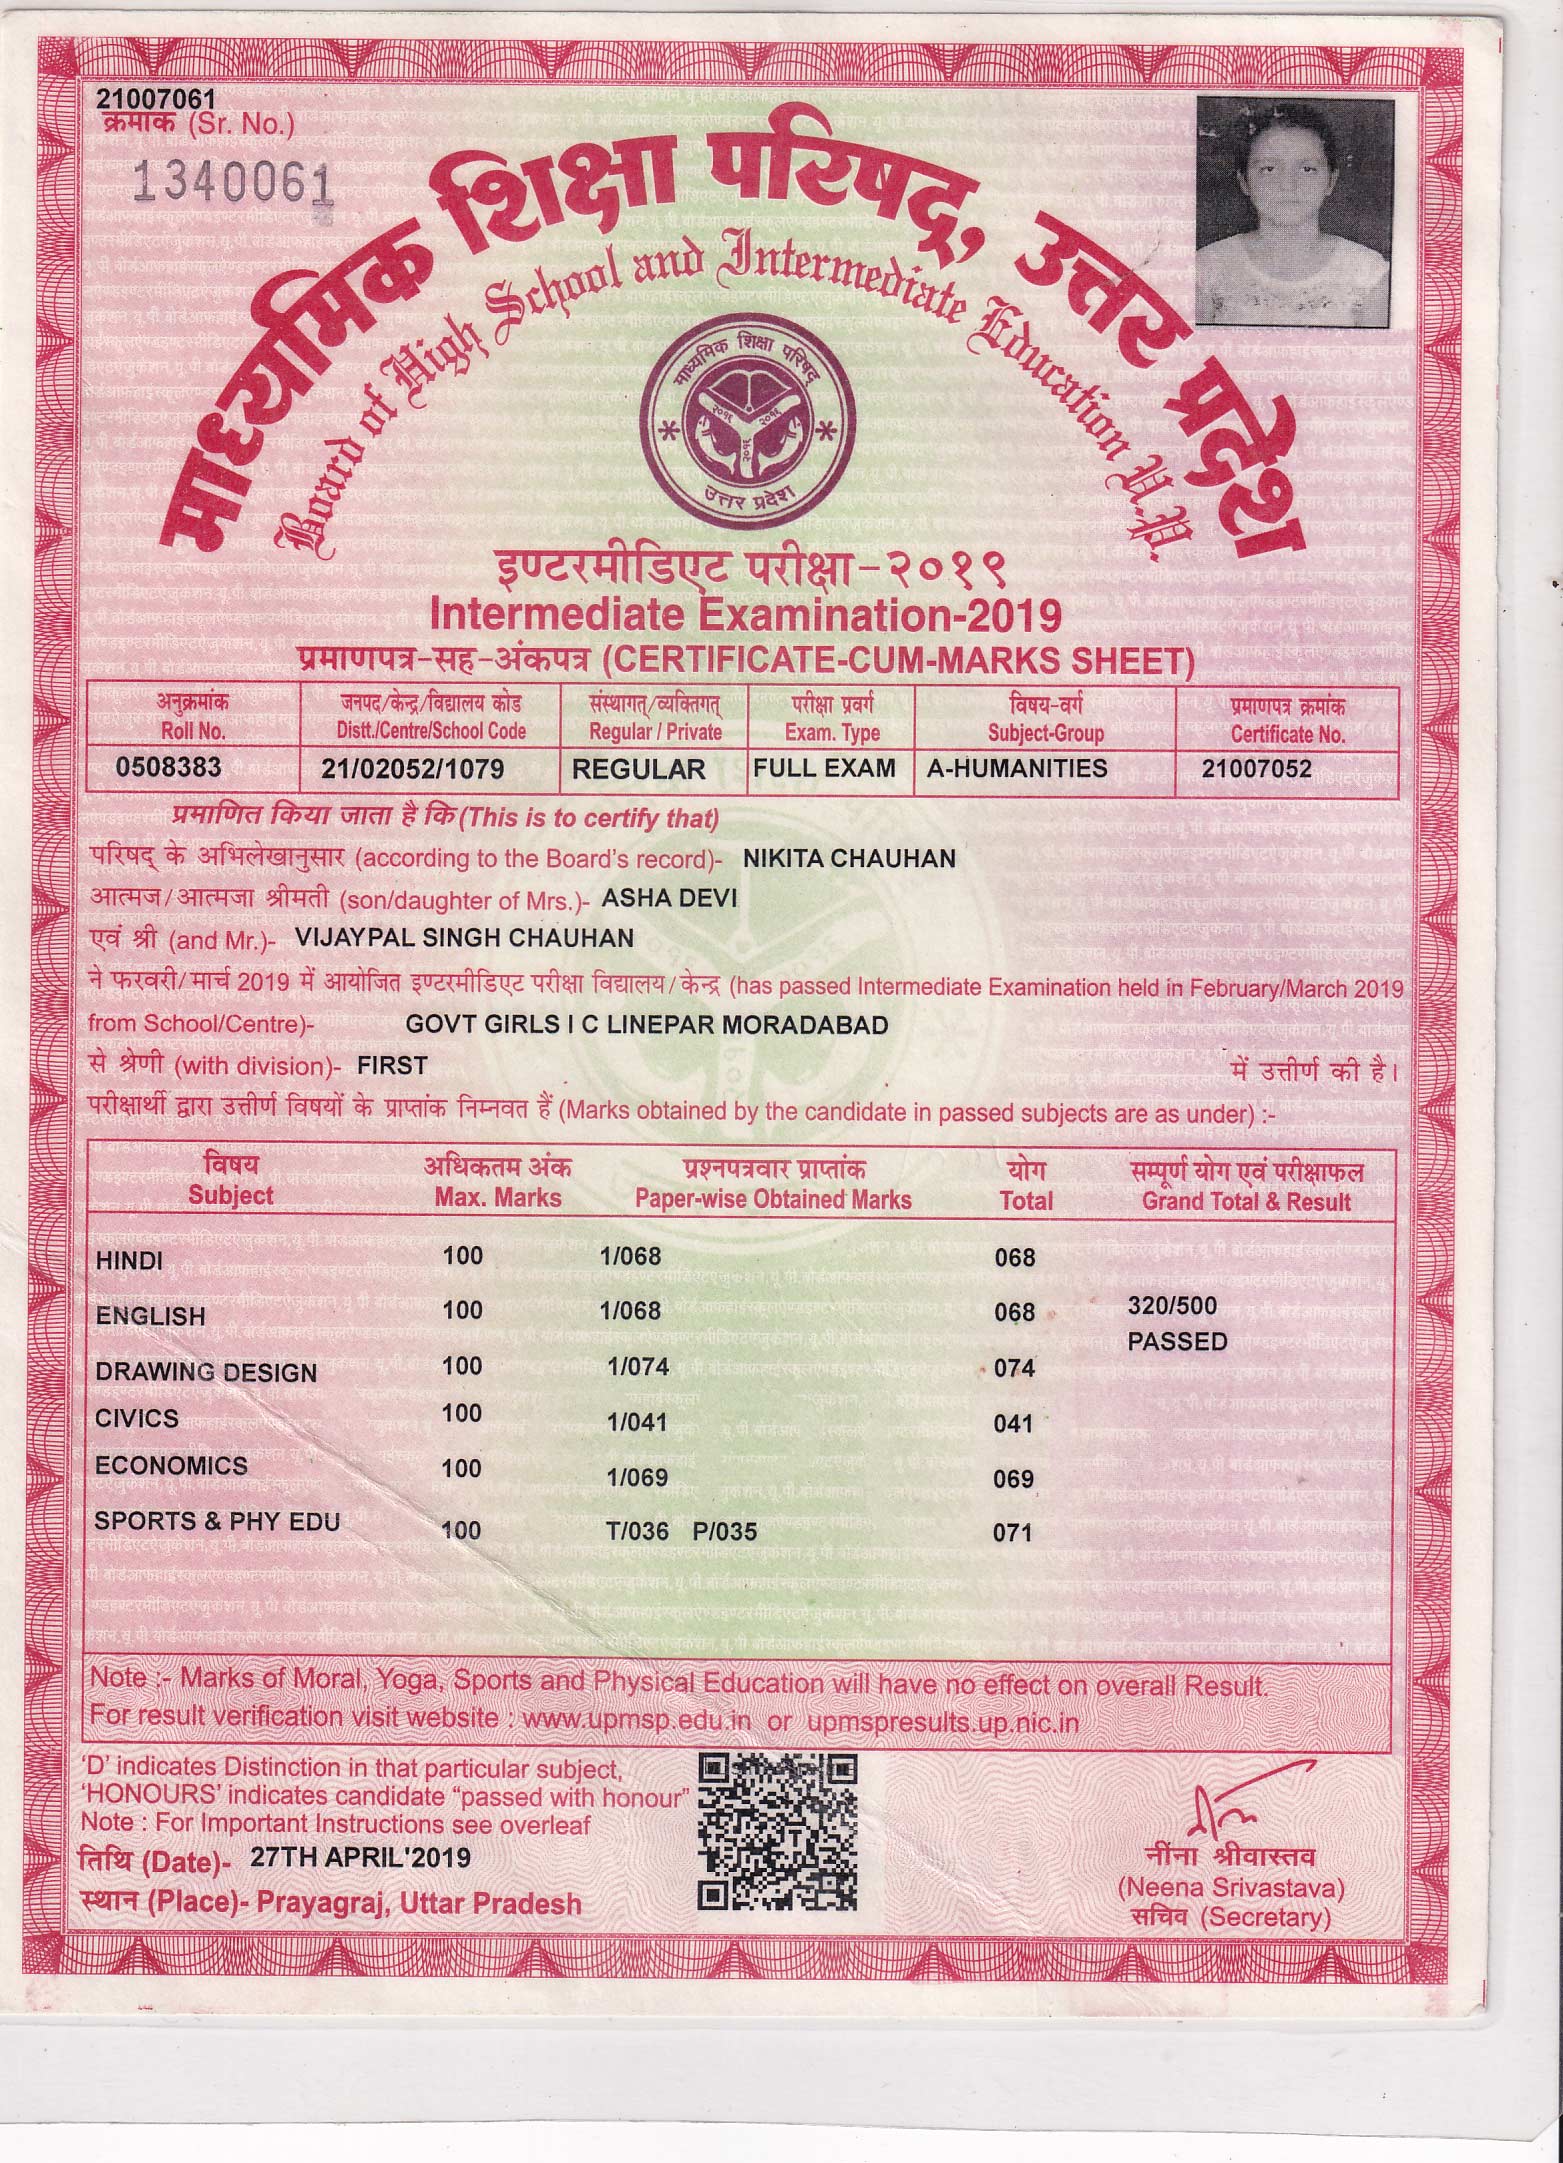 21007061
क्रमांक (Sr. No.)
1340061
माध्यमिक शिक्षा परिषद्, उत्तर प्रदेश
Board of High School and Intermediate Education U.P.
माध्यमिक शिक्षा परिषद्
उत्तर प्रदेश
इण्टरमीडिएट परीक्षा-२०१९
Intermediate Examination-2019
प्रमाणपत्र-सह-अंकपत्र (CERTIFICATE-CUM-MARKS SHEET)
अनुक्रमांक जनपद/केन्द्र/विद्यालय कोड संस्थागत्/व्यक्तिगत् परीक्षा प्रवर्ग विषय-वर्ग प्रमाणपत्र क्रमांक
Roll No. Distt./Centre/School Code Regular / Private Exam. Type Subject-Group Certificate No.
0508383 21/02052/1079 REGULAR FULL EXAM A-HUMANITIES 21007052
प्रमाणित किया जाता है कि (This is to certify that)
परिषद् के अभिलेखानुसार (according to the Board's record)- NIKITA CHAUHAN
आत्मज/आत्मजा श्रीमती (son/daughter of Mrs.)- ASHA DEVI
एवं श्री (and Mr.)- VIJAYPAL SINGH CHAUHAN
ने फरवरी/मार्च 2019 में आयोजित इण्टरमीडिएट परीक्षा विद्यालय/केन्द्र (has passed Intermediate Examination held in February/March 2019
from School/Centre)- GOVT GIRLS I C LINEPAR MORADABAD
से श्रेणी (with division)- FIRST में उत्तीर्ण की है।
परीक्षार्थी द्वारा उत्तीर्ण विषयों के प्राप्तांक निम्नवत हैं (Marks obtained by the candidate in passed subjects are as under) :-
विषय अधिकतम अंक प्रश्नपत्रवार प्राप्तांक योग सम्पूर्ण योग एवं परीक्षाफल
Subject Max. Marks Paper-wise Obtained Marks Total Grand Total & Result
HINDI 100 1/068 068
ENGLISH 100 1/068 068 320/500
PASSED
DRAWING DESIGN 100 1/074 074
CIVICS 100 1/041 041
ECONOMICS 100 1/069 069
SPORTS & PHY EDU 100 T/036 P/035 071
Note :- Marks of Moral, Yoga, Sports and Physical Education will have no effect on overall Result.
For result verification visit website : www.upmsp.edu.in or upmspresults.up.nic.in
'D' indicates Distinction in that particular subject,
'HONOURS' indicates candidate "passed with honour"
Note : For Important Instructions see overleaf
तिथि (Date)- 27TH APRIL'2019
स्थान (Place)- Prayagraj, Uttar Pradesh
नींना श्रीवास्तव
(Neena Srivastava)
सचिव (Secretary)